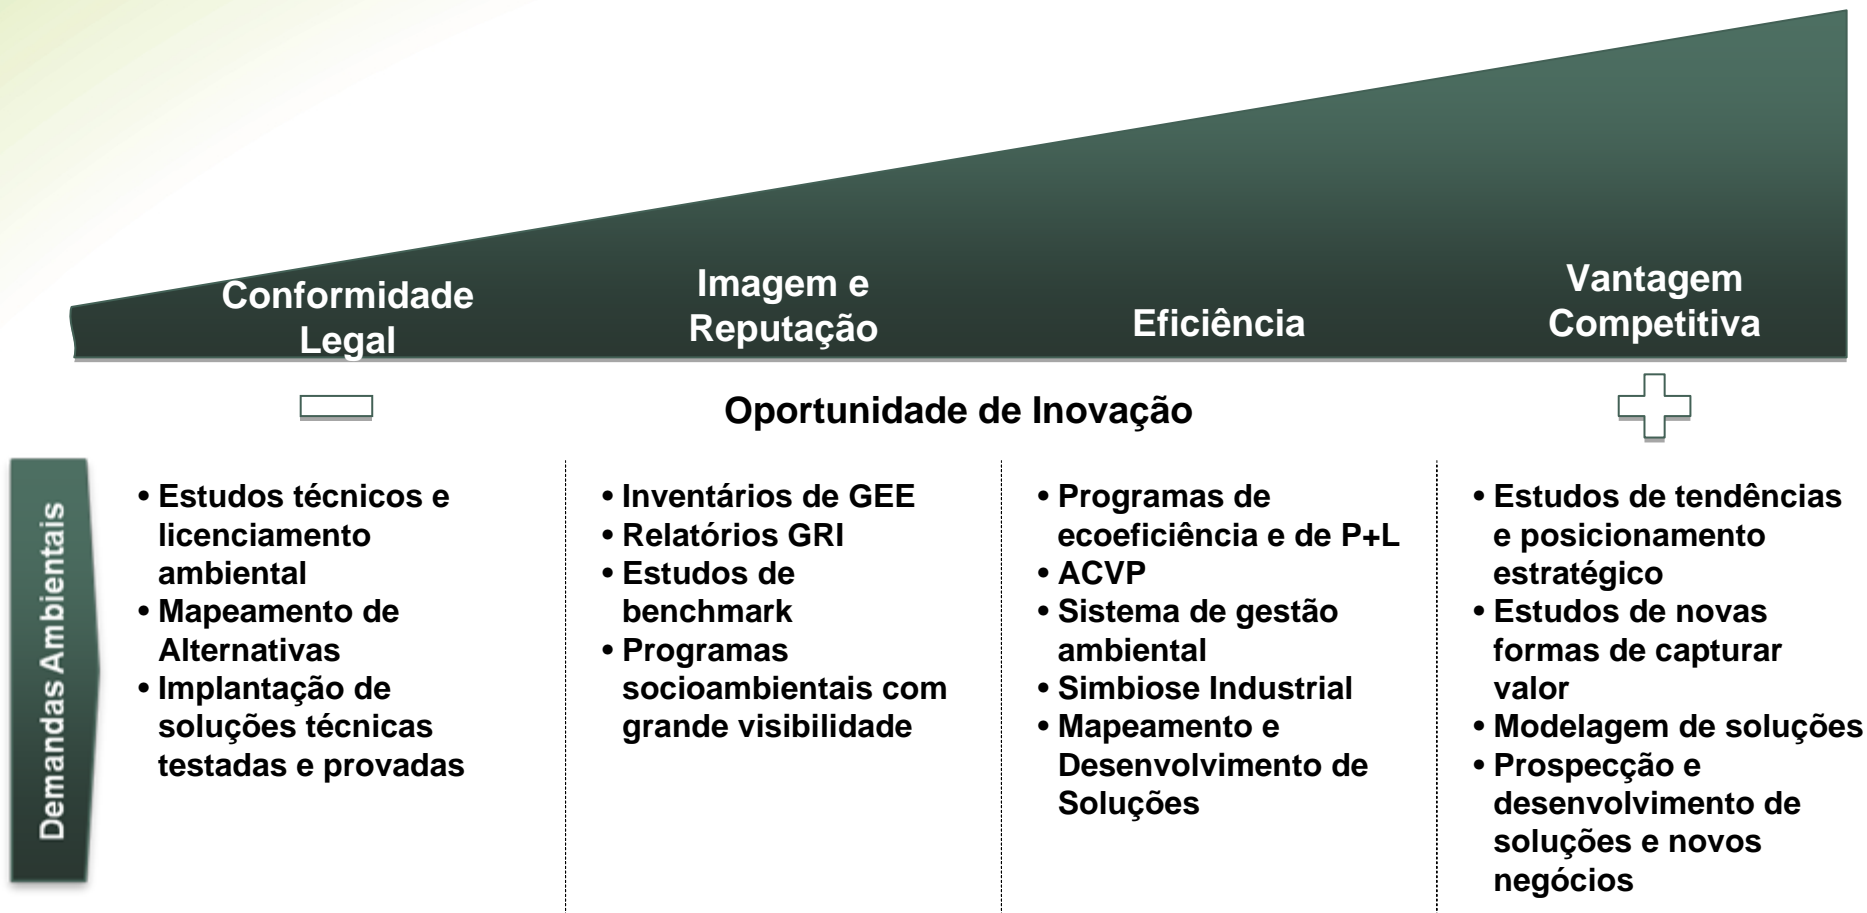 Conformidade
Legal
Imagem e
Reputação
Eficiência
Vantagem
Competitiva
Oportunidade de Inovação
Demandas Ambientais
• Estudos técnicos e
licenciamento
ambiental
• Mapeamento de
Alternativas
• Implantação de
soluções técnicas
testadas e provadas
• Inventários de GEE
• Relatórios GRI
• Estudos de
benchmark
• Programas
socioambientais com
grande visibilidade
• Programas de
ecoeficiência e de P+L
• ACVP
• Sistema de gestão
ambiental
• Simbiose Industrial
• Mapeamento e
Desenvolvimento de
Soluções
• Estudos de tendências
e posicionamento
estratégico
• Estudos de novas
formas de capturar
valor
• Modelagem de soluções
• Prospecção e
desenvolvimento de
soluções e novos
negócios